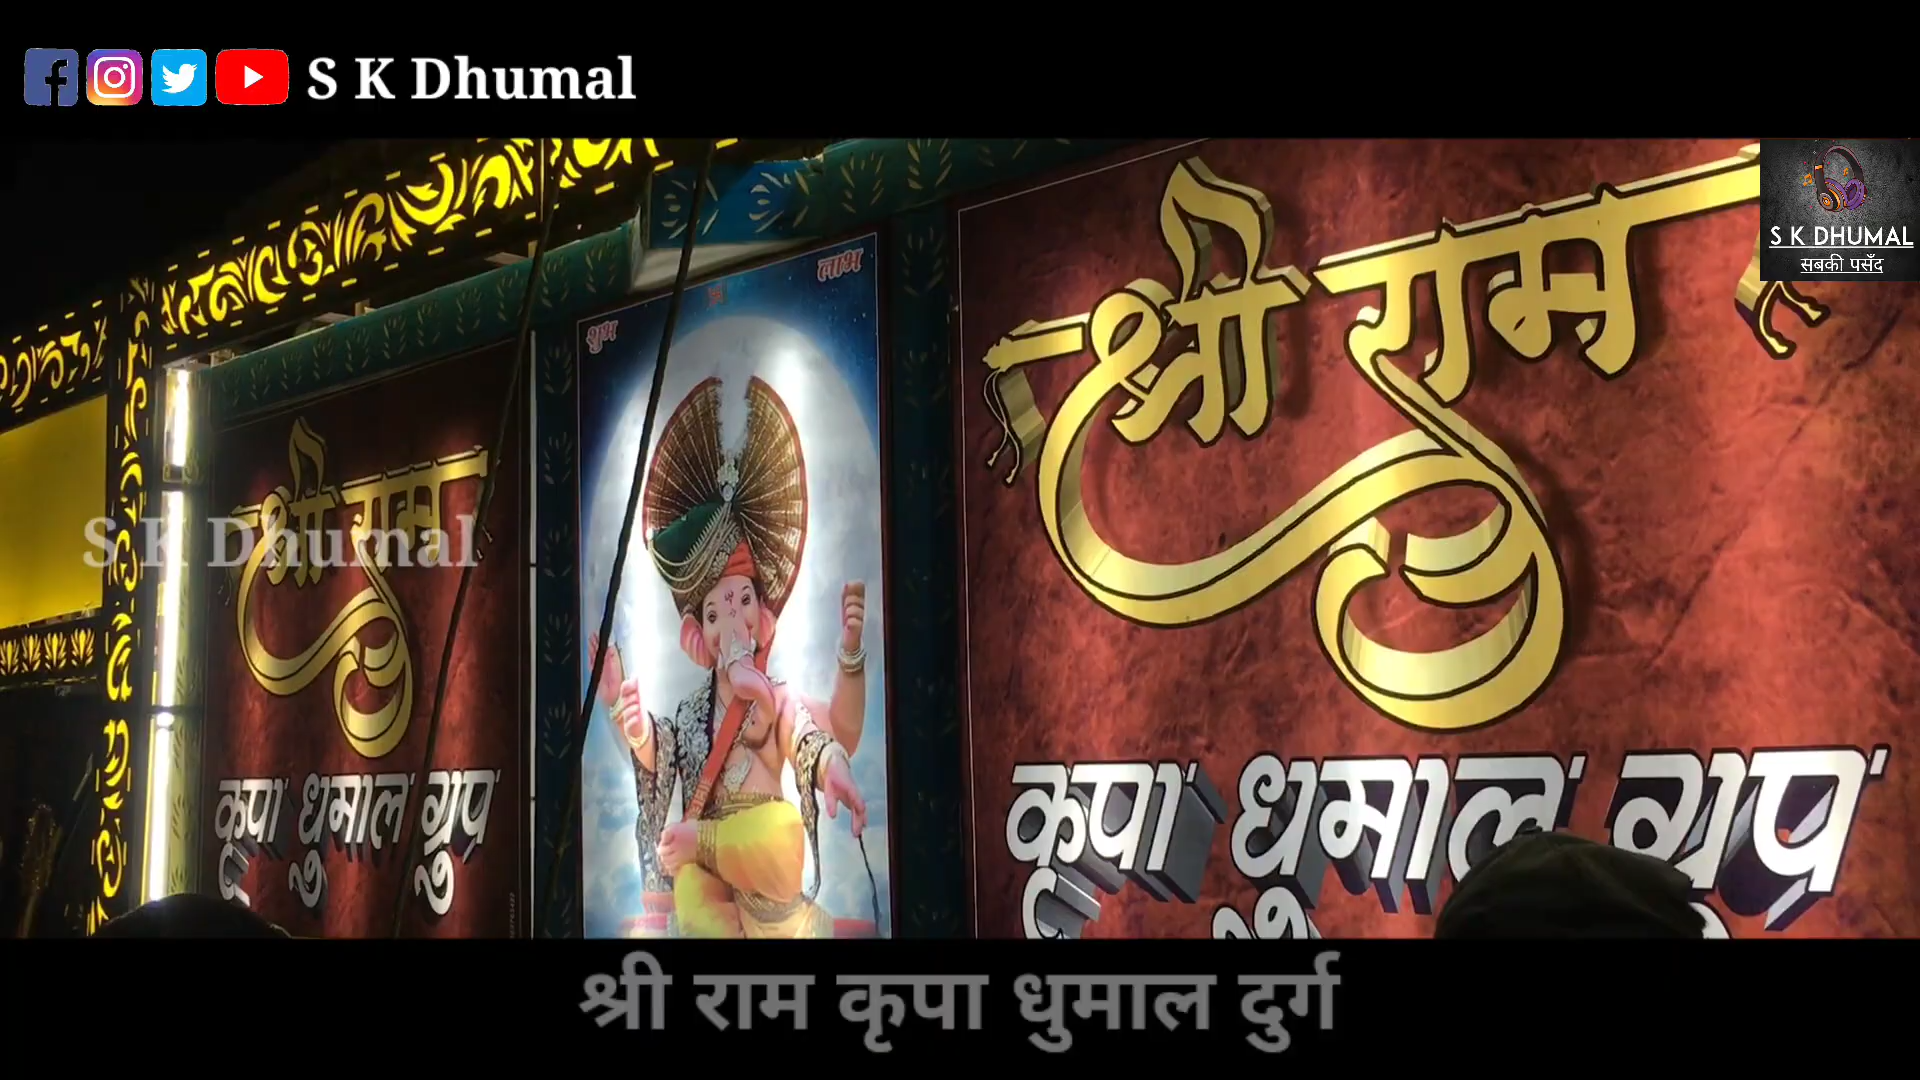 S K Dhumal
S K DHUMAL
सबकी पसँद
शुभ
लाभ
श्री राम
कृपा धुमाल ग्रुप
श्री राम
कृपा धुमाल ग्रुप
S K Dhumal
श्री राम कृपा धुमाल दुर्ग